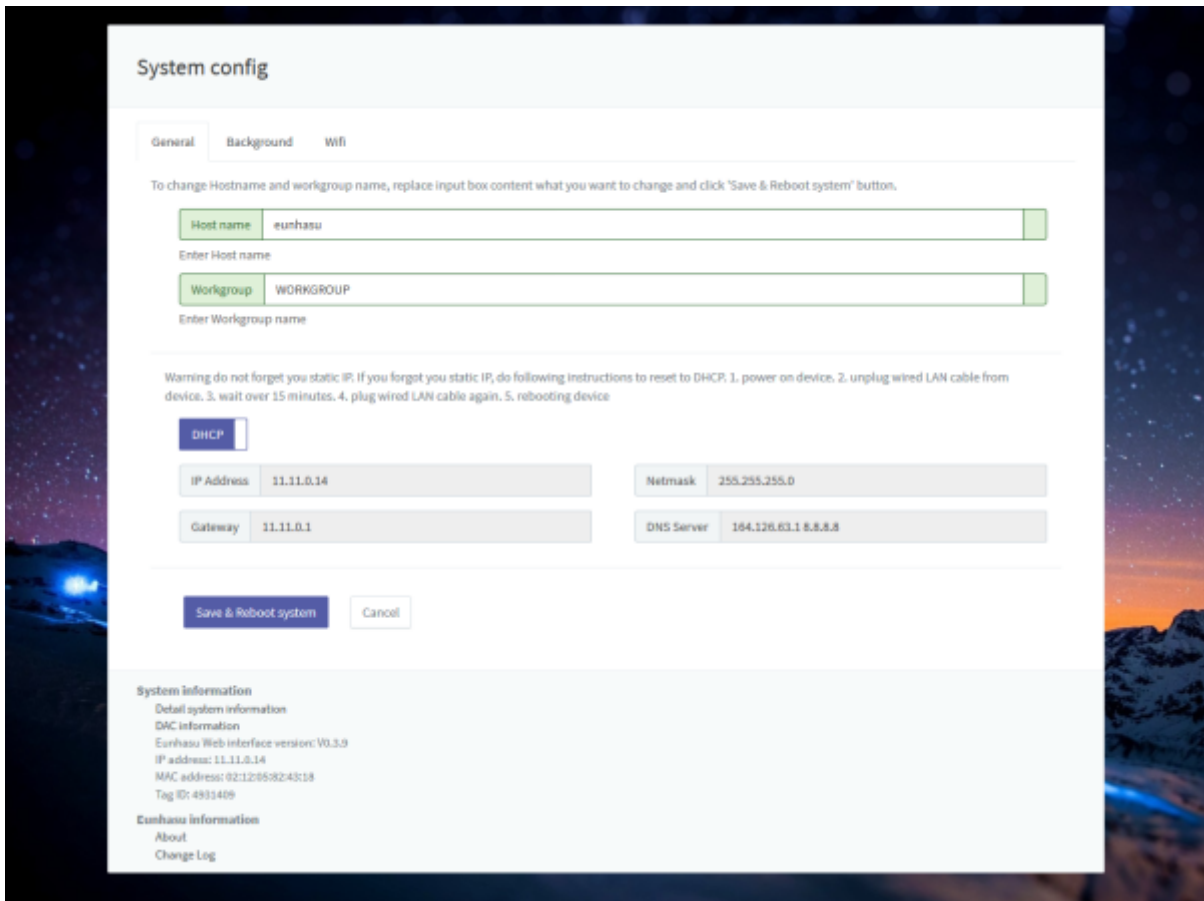 System config
General Background Wifi
To change Hostname and workgroup name, replace input box content what you want to change and click 'Save & Reboot system' button.
Host name eunhasu
Enter Host name
Workgroup WORKGROUP
Enter Workgroup name
Warning do not forget you static IP. If you forgot you static IP, do following instructions to reset to DHCP. 1. power on device. 2. unplug wired LAN cable from
device. 3. wait over 15 minutes. 4. plug wired LAN cable again. 5. rebooting device
DHCP
IP Address 11.11.0.14 Netmask 255.255.255.0
Gateway 11.11.0.1 DNS Server 164.126.63.1 8.8.8.8
Save & Reboot system Cancel
System information
Detail system information
DAC information
Eunhasu Web interface version: V0.3.9
IP address: 11.11.0.14
MAC address: 02:12:05:82:43:18
Tag ID: 4931409
Eunhasu information
About
Change Log